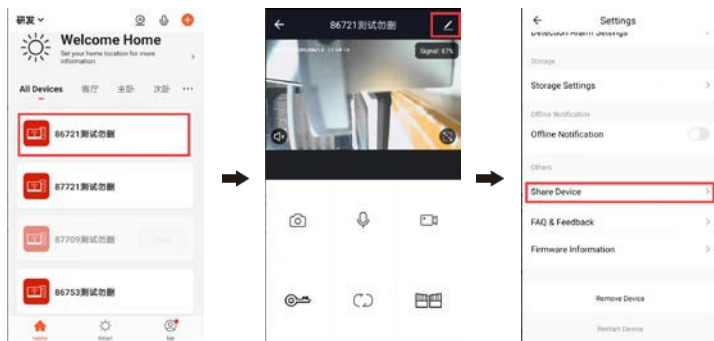 研发
Welcome Home
Set your home location for more
information
All Devices 客厅 主卧 次卧 ...
86721测试勿删
87721测试勿删
87709测试勿删
86753测试勿删
Home Smart Me
86721测试勿删
Signal: 67%
Settings
Detection Alarm Settings
Storage
Storage Settings
Offline Notification
Offline Notification
Others
Share Device
FAQ & Feedback
Firmware Information
Remove Device
Restart Device